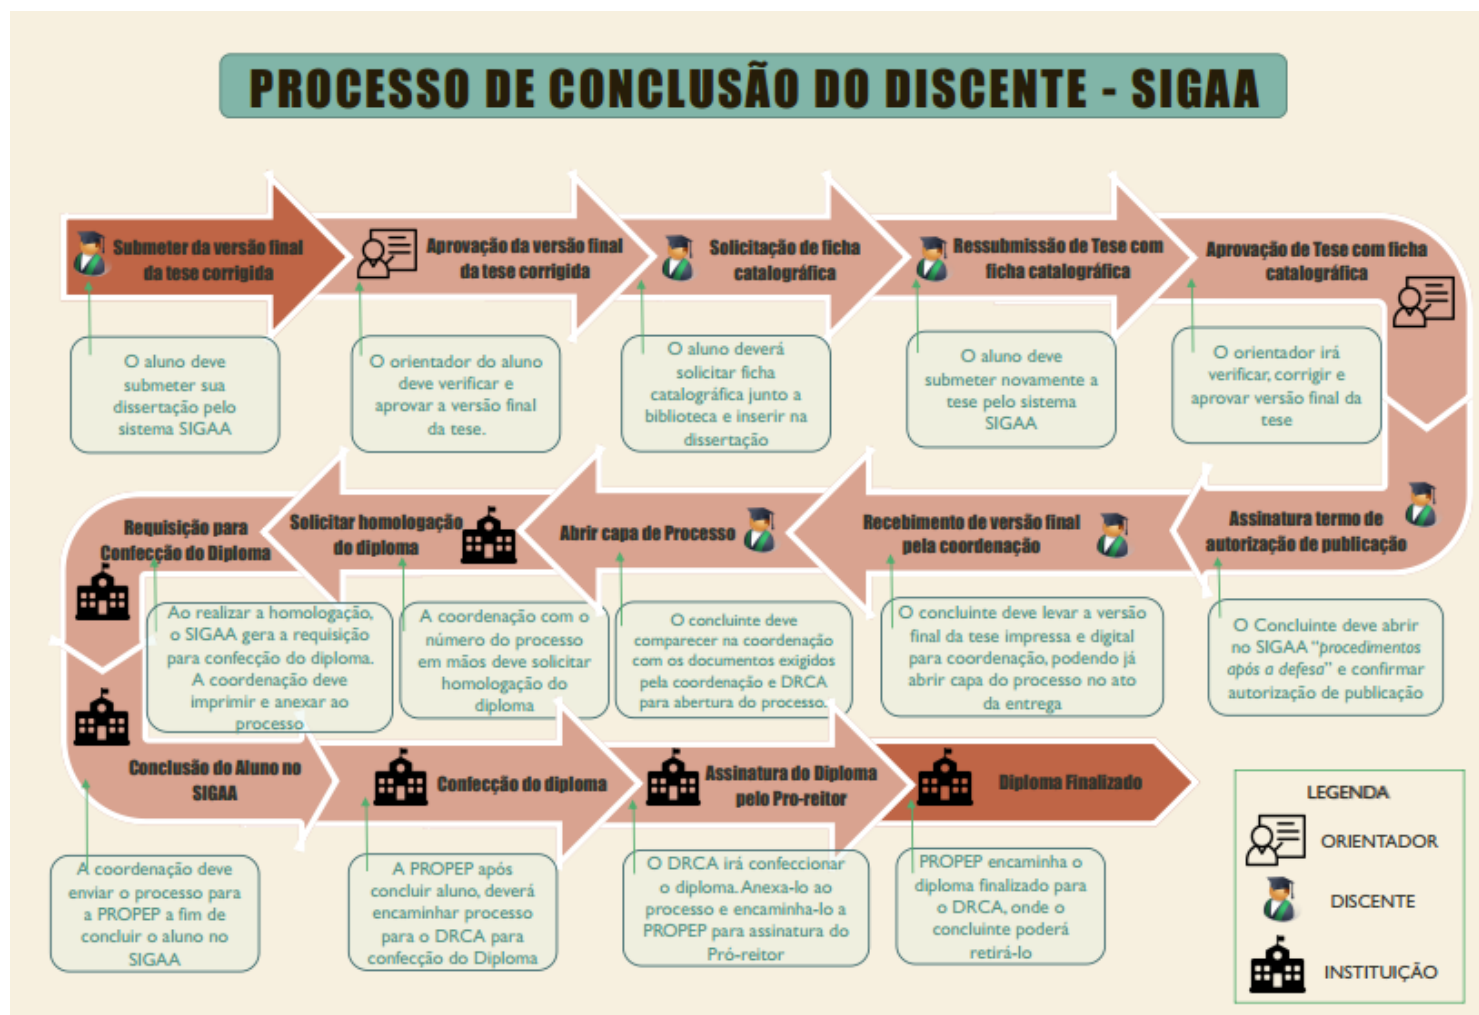 PROCESSO DE CONCLUSÃO DO DISCENTE - SIGAA
Submeter da versão final
da tese corrigida
Aprovação da versão final
da tese corrigida
Solicitação de ficha
catalográfica
Ressubmissão de Tese com
ficha catalográfica
Aprovação de Tese com ficha
catalográfica
O aluno deve
submeter sua
dissertação pelo
sistema SIGAA
O orientador do aluno
deve verificar e
aprovar a versão final
da tese.
O aluno deverá
solicitar ficha
catalográfica junto a
biblioteca e inserir na
dissertação
O aluno deve
submeter novamente a
tese pelo sistema
SIGAA
O orientador irá
verificar, corrigir e
aprovar versão final da
tese
Assinatura termo de
autorização de publicação
Recebimento de versão final
pela coordenação
Abrir capa de Processo
Solicitar homologação
do diploma
Requisição para
Confecção do Diploma
O Concluinte deve abrir
no SIGAA “procedimentos
após a defesa” e confirmar
autorização de publicação
O concluinte deve levar a versão
final da tese impressa e digital
para coordenação, podendo já
abrir capa do processo no ato
da entrega
O concluinte deve
comparecer na coordenação
com os documentos exigidos
pela coordenação e DRCA
para abertura do processo.
A coordenação com o
número do processo
em mãos deve solicitar
homologação do
diploma
Ao realizar a homologação,
o SIGAA gera a requisição
para confecção do diploma.
A coordenação deve
imprimir e anexar ao
processo
Conclusão do Aluno no
SIGAA
Confecção do diploma
Assinatura do Diploma
pelo Pro-reitor
Diploma Finalizado
A coordenação deve
enviar o processo para
a PROPEP a fim de
concluir o aluno no
SIGAA
A PROPEP após
concluir aluno, deverá
encaminhar processo
para o DRCA para
confecção do Diploma
O DRCA irá confeccionar
o diploma. Anexa-lo ao
processo e encaminha-lo a
PROPEP para assinatura do
Pró-reitor
PROPEP encaminha o
diploma finalizado para
o DRCA, onde o
concluinte poderá
retirá-lo
LEGENDA
ORIENTADOR
DISCENTE
INSTITUIÇÃO